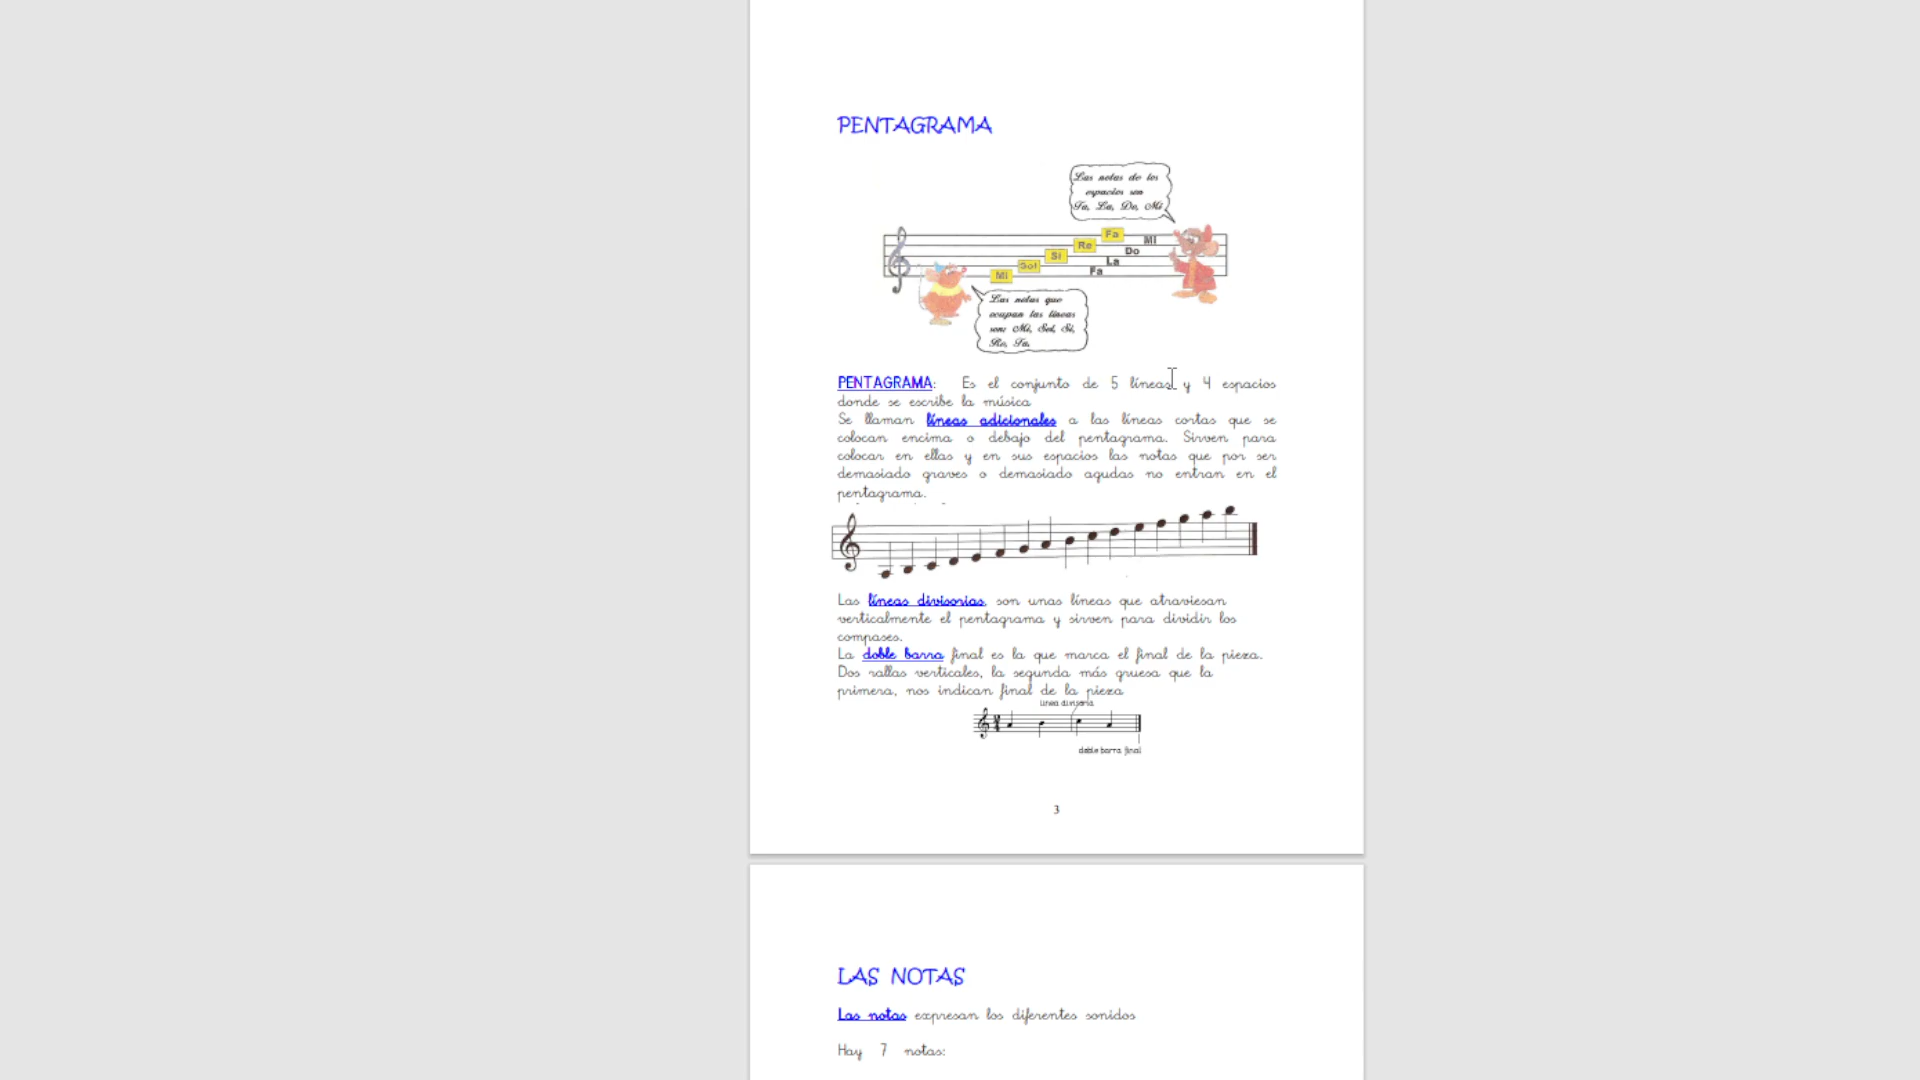 PENTAGRAMA
Las notas de los
espacios son
Fa, La, Do, Mi
Fa
Mi
Re
Do
Si
La
Sol
Fa
Mi
Las notas que
ocupan las líneas
son: Mi, Sol, Si,
Re, Fa.
PENTAGRAMA: Es el conjunto de 5 líneas y 4 espacios
donde se escribe la música
Se llaman líneas adicionales a las líneas cortas que se
colocan encima o debajo del pentagrama. Sirven para
colocar en ellas y en sus espacios las notas que por ser
demasiado graves o demasiado agudas no entran en el
pentagrama.
Las líneas divisorias, son unas líneas que atraviesan
verticalmente el pentagrama y sirven para dividir los
compases.
La doble barra final es la que marca el final de la pieza.
Dos rallas verticales, la segunda más gruesa que la
primera, nos indican final de la pieza
línea divisoria
doble barra final
3
LAS NOTAS
Las notas expresan los diferentes sonidos
Hay 7 notas: